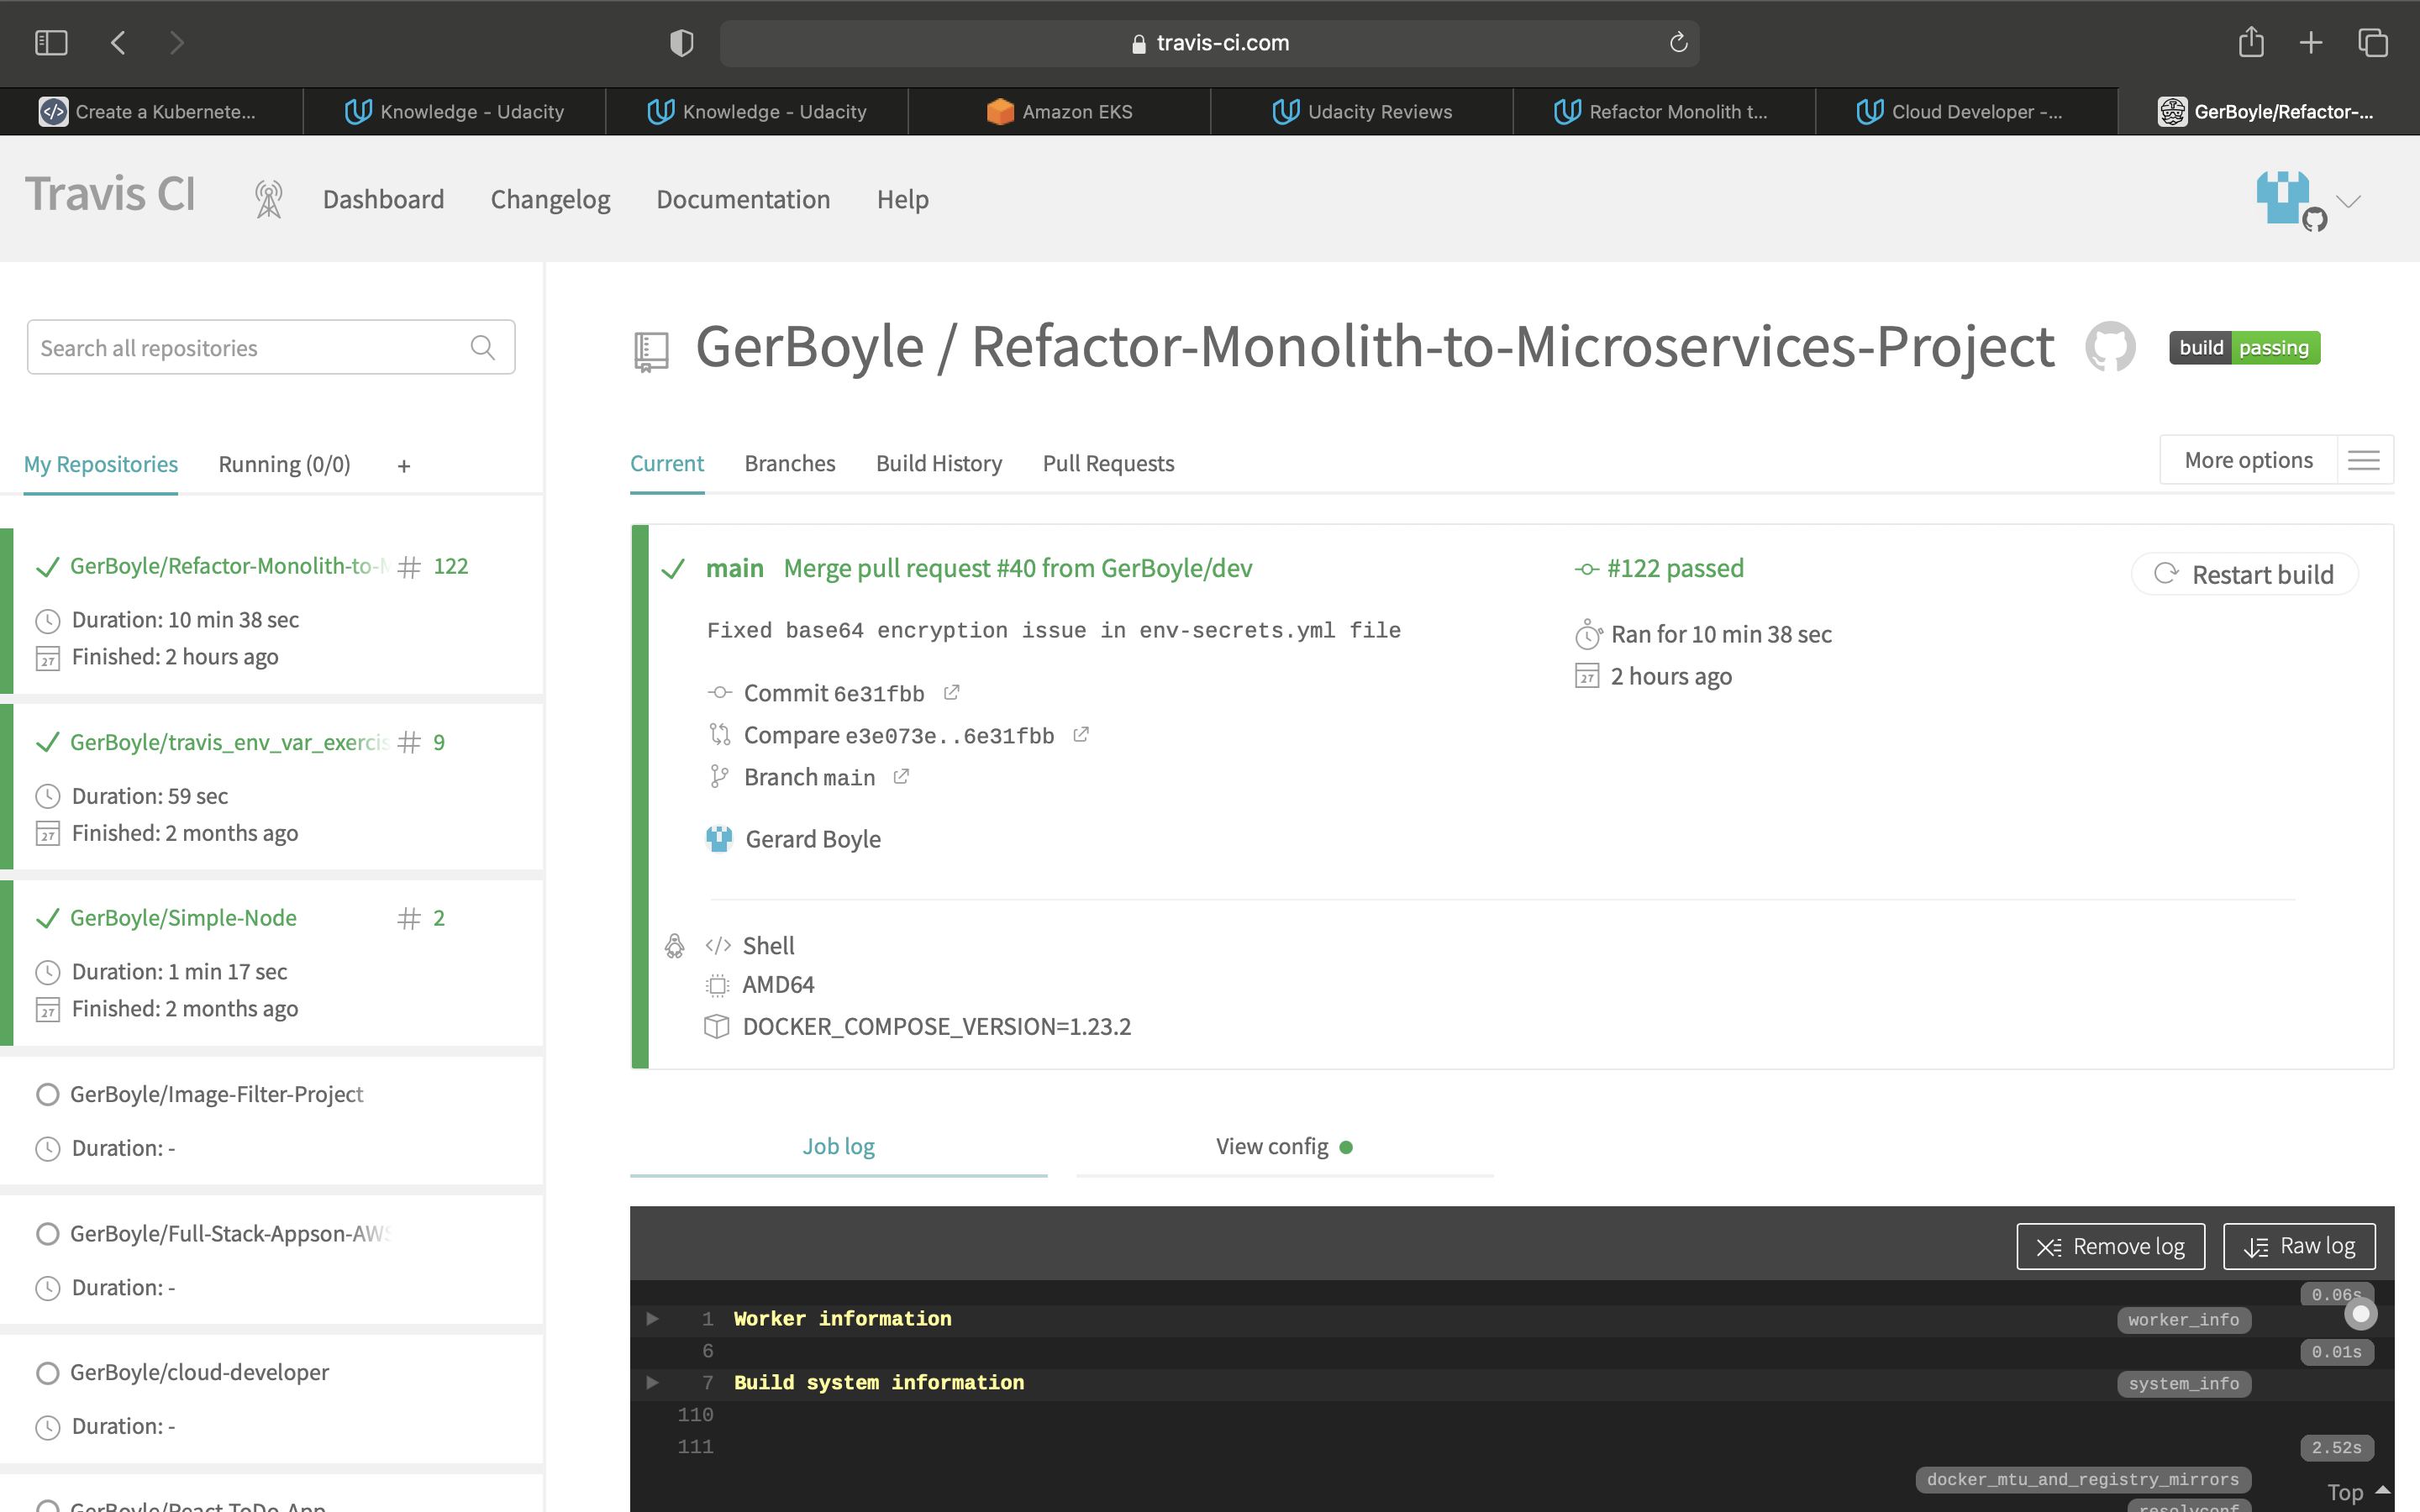 travis-ci.com
Create a Kubernete...
Knowledge - Udacity
Knowledge - Udacity
Amazon EKS
Udacity Reviews
Refactor Monolith t...
Cloud Developer -...
GerBoyle/Refactor-...
Travis CI
Dashboard
Changelog
Documentation
Help
Search all repositories
My Repositories
Running (0/0)
+
GerBoyle/Refactor-Monolith-to-M # 122
Duration: 10 min 38 sec
Finished: 2 hours ago
GerBoyle/travis_env_var_exercis # 9
Duration: 59 sec
Finished: 2 months ago
GerBoyle/Simple-Node # 2
Duration: 1 min 17 sec
Finished: 2 months ago
GerBoyle/Image-Filter-Project
Duration: -
GerBoyle/Full-Stack-Appson-AWS
Duration: -
GerBoyle/cloud-developer
Duration: -
GerBoyle/React-ToDo-App
GerBoyle / Refactor-Monolith-to-Microservices-Project
build passing
Current
Branches
Build History
Pull Requests
More options
main Merge pull request #40 from GerBoyle/dev
Fixed base64 encryption issue in env-secrets.yml file
Commit 6e31fbb
Compare e3e073e..6e31fbb
Branch main
Gerard Boyle
#122 passed
Ran for 10 min 38 sec
27 2 hours ago
Restart build
</> Shell
AMD64
DOCKER_COMPOSE_VERSION=1.23.2
Job log
View config
Remove log
Raw log
0.06s
1 Worker information worker_info
6 0.01s
7 Build system information system_info
110
111 2.52s
docker_mtu_and_registry_mirrors
resolvconf
Top